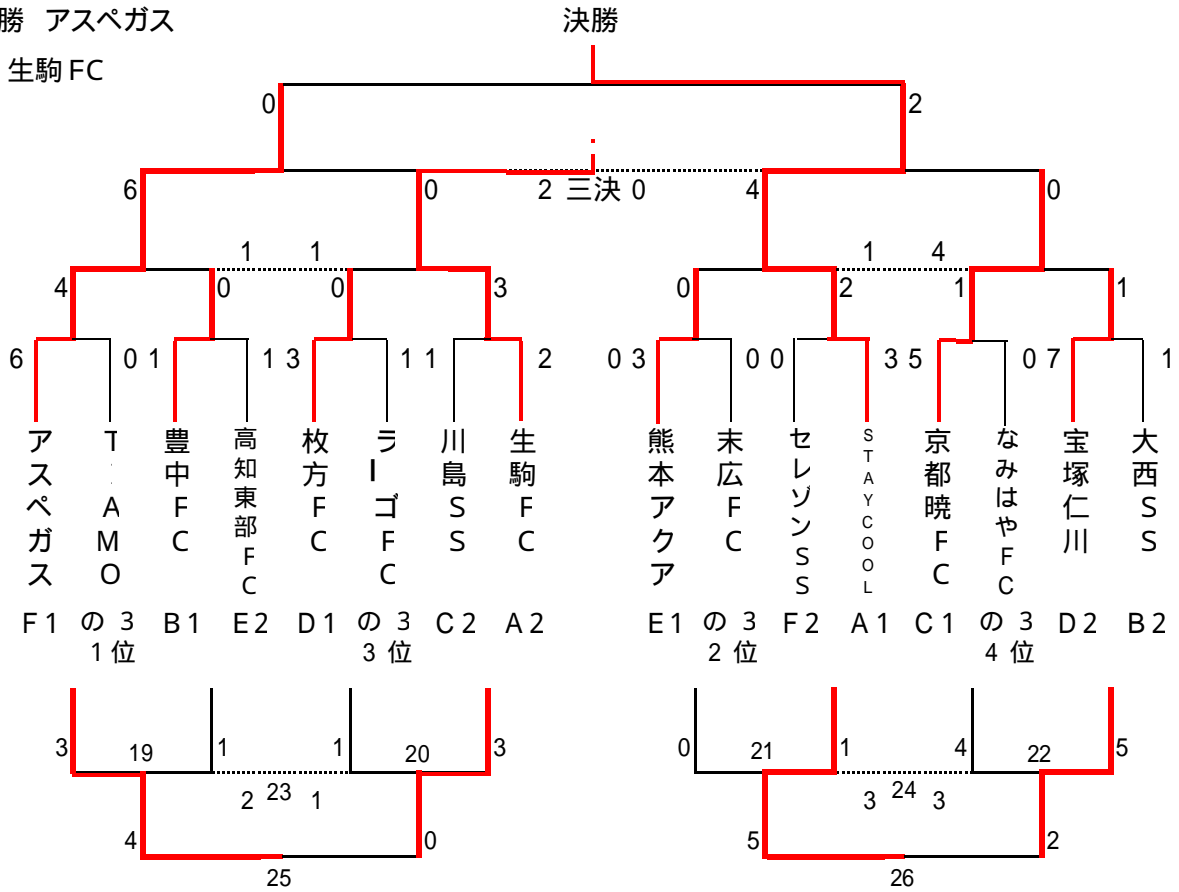 勝 アスペガス
決勝
生駒FC
0 2
6 0 2 三決 0 4 0
1 1 1 4
4 0 0 3 0 2 1 1
6 0 1 1 3 1 1 2 0 3 0 0 3 5 0 7 1
アスペガス
T AMO
豊中FC
高知東部FC
枚方FC
ラーゴFC
川島SS
生駒FC
熊本アクア
末広FC
セレゾンSS
STAYCOOL
京都暁FC
なみはやFC
宝塚仁川
大西SS
F1 の3 B1 E2 D1 の3 C2 A2 E1 の3 F2 A1 C1 の3 D2 B2
1位 3位 2位 4位
3 19 1 1 20 3 0 21 1 4 22 5
2 23 1 3 24 3
4 0 5 2
25 26